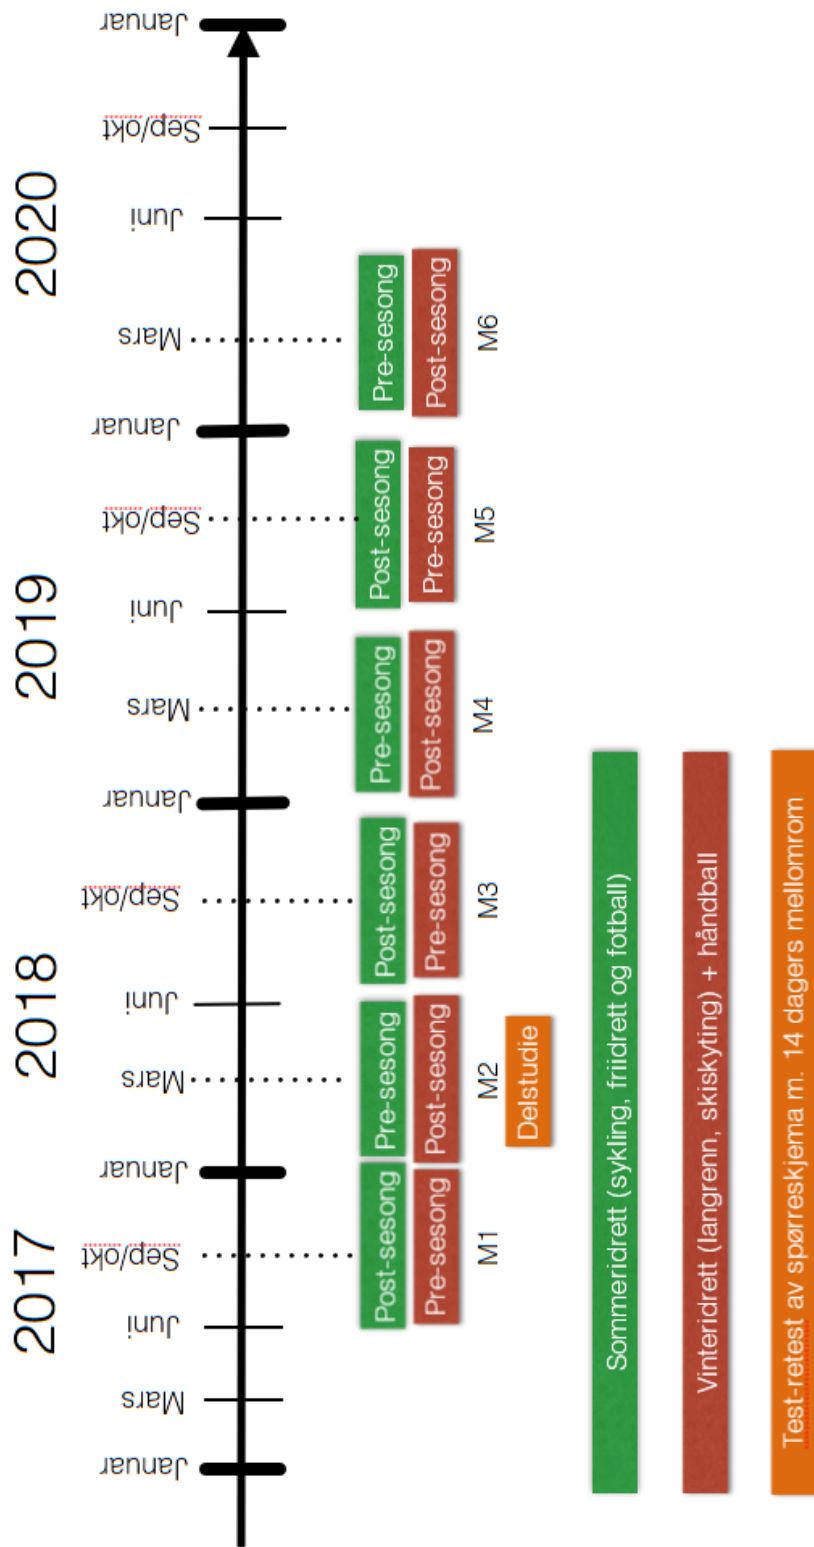 2017
2018
2019
2020
Januar
Mars
Juni
Sep/okt
Januar
Mars
Juni
Sep/okt
Januar
Mars
Juni
Sep/okt
Januar
Mars
Juni
Sep/okt
Januar
Post-sesong
Pre-sesong
M1
Pre-sesong
Post-sesong
M2
Delstudie
Post-sesong
Pre-sesong
M3
Pre-sesong
Post-sesong
M4
Post-sesong
Pre-sesong
M5
Pre-sesong
Post-sesong
M6
Sommeridrett (sykling, friidrett og fotball)
Vinteridrett (langrenn, skiskyting) + håndball
Test-retest av spørreskjema m. 14 dagers mellomrom